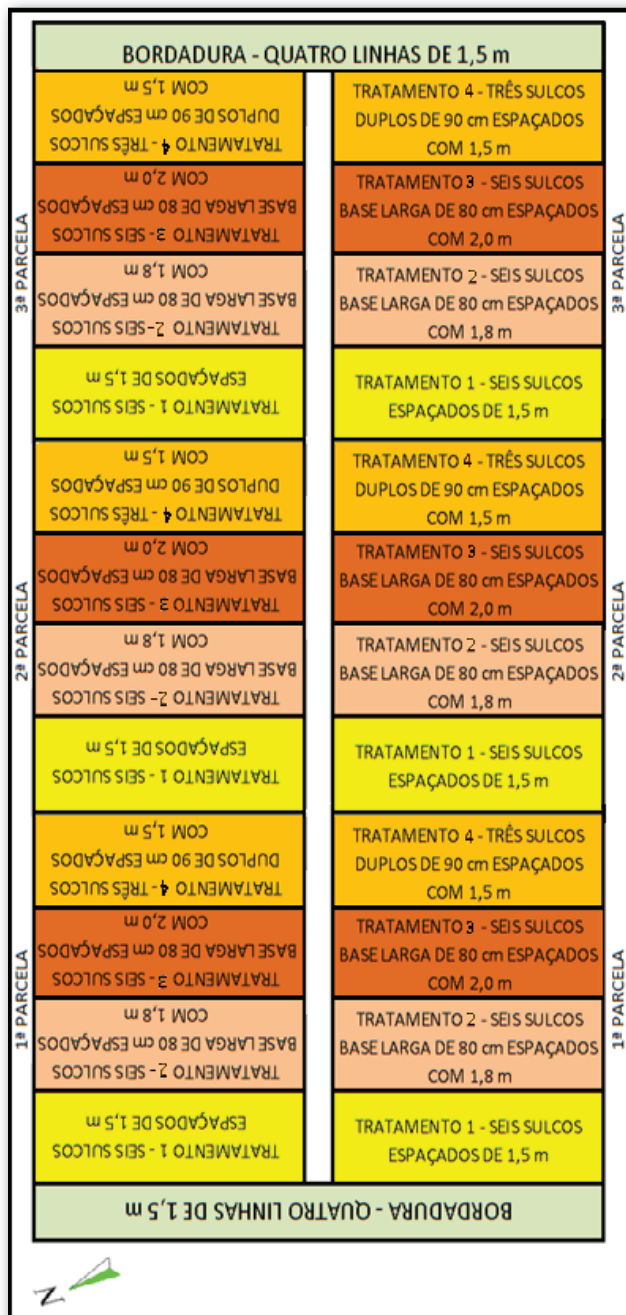 BORDADURA - QUATRO LINHAS DE 1,5 m
3ª PARCELA
TRATAMENTO 4 - TRÊS SULCOS
DUPLOS DE 90 cm ESPAÇADOS
COM 1,5 m
TRATAMENTO 4 - TRÊS SULCOS
DUPLOS DE 90 cm ESPAÇADOS
COM 1,5 m
TRATAMENTO 3 - SEIS SULCOS
BASE LARGA DE 80 cm ESPAÇADOS
COM 2,0 m
TRATAMENTO 3 - SEIS SULCOS
BASE LARGA DE 80 cm ESPAÇADOS
COM 2,0 m
TRATAMENTO 2 - SEIS SULCOS
BASE LARGA DE 80 cm ESPAÇADOS
COM 1,8 m
TRATAMENTO 2 - SEIS SULCOS
BASE LARGA DE 80 cm ESPAÇADOS
COM 1,8 m
TRATAMENTO 1 - SEIS SULCOS
ESPAÇADOS DE 1,5 m
TRATAMENTO 1 - SEIS SULCOS
ESPAÇADOS DE 1,5 m
3ª PARCELA
2ª PARCELA
TRATAMENTO 4 - TRÊS SULCOS
DUPLOS DE 90 cm ESPAÇADOS
COM 1,5 m
TRATAMENTO 4 - TRÊS SULCOS
DUPLOS DE 90 cm ESPAÇADOS
COM 1,5 m
TRATAMENTO 3 - SEIS SULCOS
BASE LARGA DE 80 cm ESPAÇADOS
COM 2,0 m
TRATAMENTO 3 - SEIS SULCOS
BASE LARGA DE 80 cm ESPAÇADOS
COM 2,0 m
TRATAMENTO 2 - SEIS SULCOS
BASE LARGA DE 80 cm ESPAÇADOS
COM 1,8 m
TRATAMENTO 2 - SEIS SULCOS
BASE LARGA DE 80 cm ESPAÇADOS
COM 1,8 m
TRATAMENTO 1 - SEIS SULCOS
ESPAÇADOS DE 1,5 m
TRATAMENTO 1 - SEIS SULCOS
ESPAÇADOS DE 1,5 m
2ª PARCELA
1ª PARCELA
TRATAMENTO 4 - TRÊS SULCOS
DUPLOS DE 90 cm ESPAÇADOS
COM 1,5 m
TRATAMENTO 4 - TRÊS SULCOS
DUPLOS DE 90 cm ESPAÇADOS
COM 1,5 m
TRATAMENTO 3 - SEIS SULCOS
BASE LARGA DE 80 cm ESPAÇADOS
COM 2,0 m
TRATAMENTO 3 - SEIS SULCOS
BASE LARGA DE 80 cm ESPAÇADOS
COM 2,0 m
TRATAMENTO 2 - SEIS SULCOS
BASE LARGA DE 80 cm ESPAÇADOS
COM 1,8 m
TRATAMENTO 2 - SEIS SULCOS
BASE LARGA DE 80 cm ESPAÇADOS
COM 1,8 m
TRATAMENTO 1 - SEIS SULCOS
ESPAÇADOS DE 1,5 m
TRATAMENTO 1 - SEIS SULCOS
ESPAÇADOS DE 1,5 m
1ª PARCELA
BORDADURA - QUATRO LINHAS DE 1,5 m
N